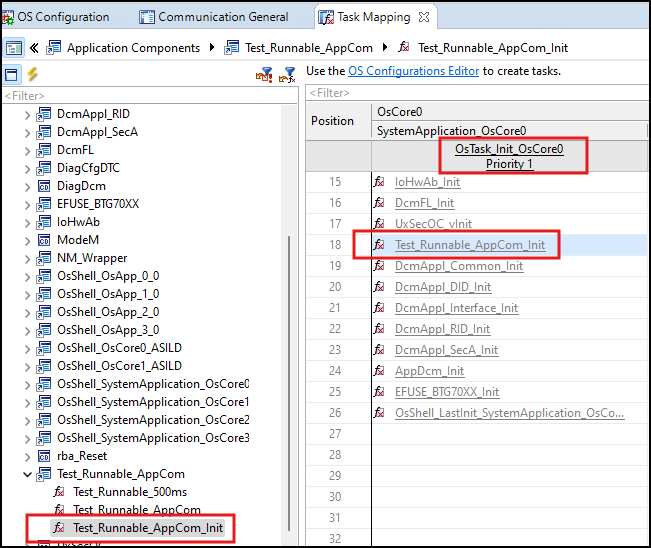 OS Configuration
Communication General
Task Mapping
Application Components
Test_Runnable_AppCom
Test_Runnable_AppCom_Init
<Filter>
DcmAppl_RID
DcmAppl_SecA
DcmFL
DiagCfgDTC
DiagDcm
EFUSE_BTG70XX
IoHwAb
ModeM
NM_Wrapper
OsShell_OsApp_0_0
OsShell_OsApp_1_0
OsShell_OsApp_2_0
OsShell_OsApp_3_0
OsShell_OsCore0_ASILD
OsShell_OsCore1_ASILD
OsShell_SystemApplication_OsCore0
OsShell_SystemApplication_OsCore1
OsShell_SystemApplication_OsCore2
OsShell_SystemApplication_OsCore3
rba_Reset
Test_Runnable_AppCom
Test_Runnable_500ms
Test_Runnable_AppCom
Test_Runnable_AppCom_Init
UxSecOC
Use the OS Configurations Editor to create tasks.
<Filter>
Position
OsCore0
SystemApplication_OsCore0
OsTask_Init_OsCore0
Priority 1
15 IoHwAb_Init
16 DcmFL_Init
17 UxSecOC_vInit
18 Test_Runnable_AppCom_Init
19 DcmAppl_Common_Init
20 DcmAppl_DID_Init
21 DcmAppl_Interface_Init
22 DcmAppl_RID_Init
23 DcmAppl_SecA_Init
24 AppDcm_Init
25 EFUSE_BTG70XX_Init
26 OsShell_LastInit_SystemApplication_OsCo...
27
28
29
30
31
32